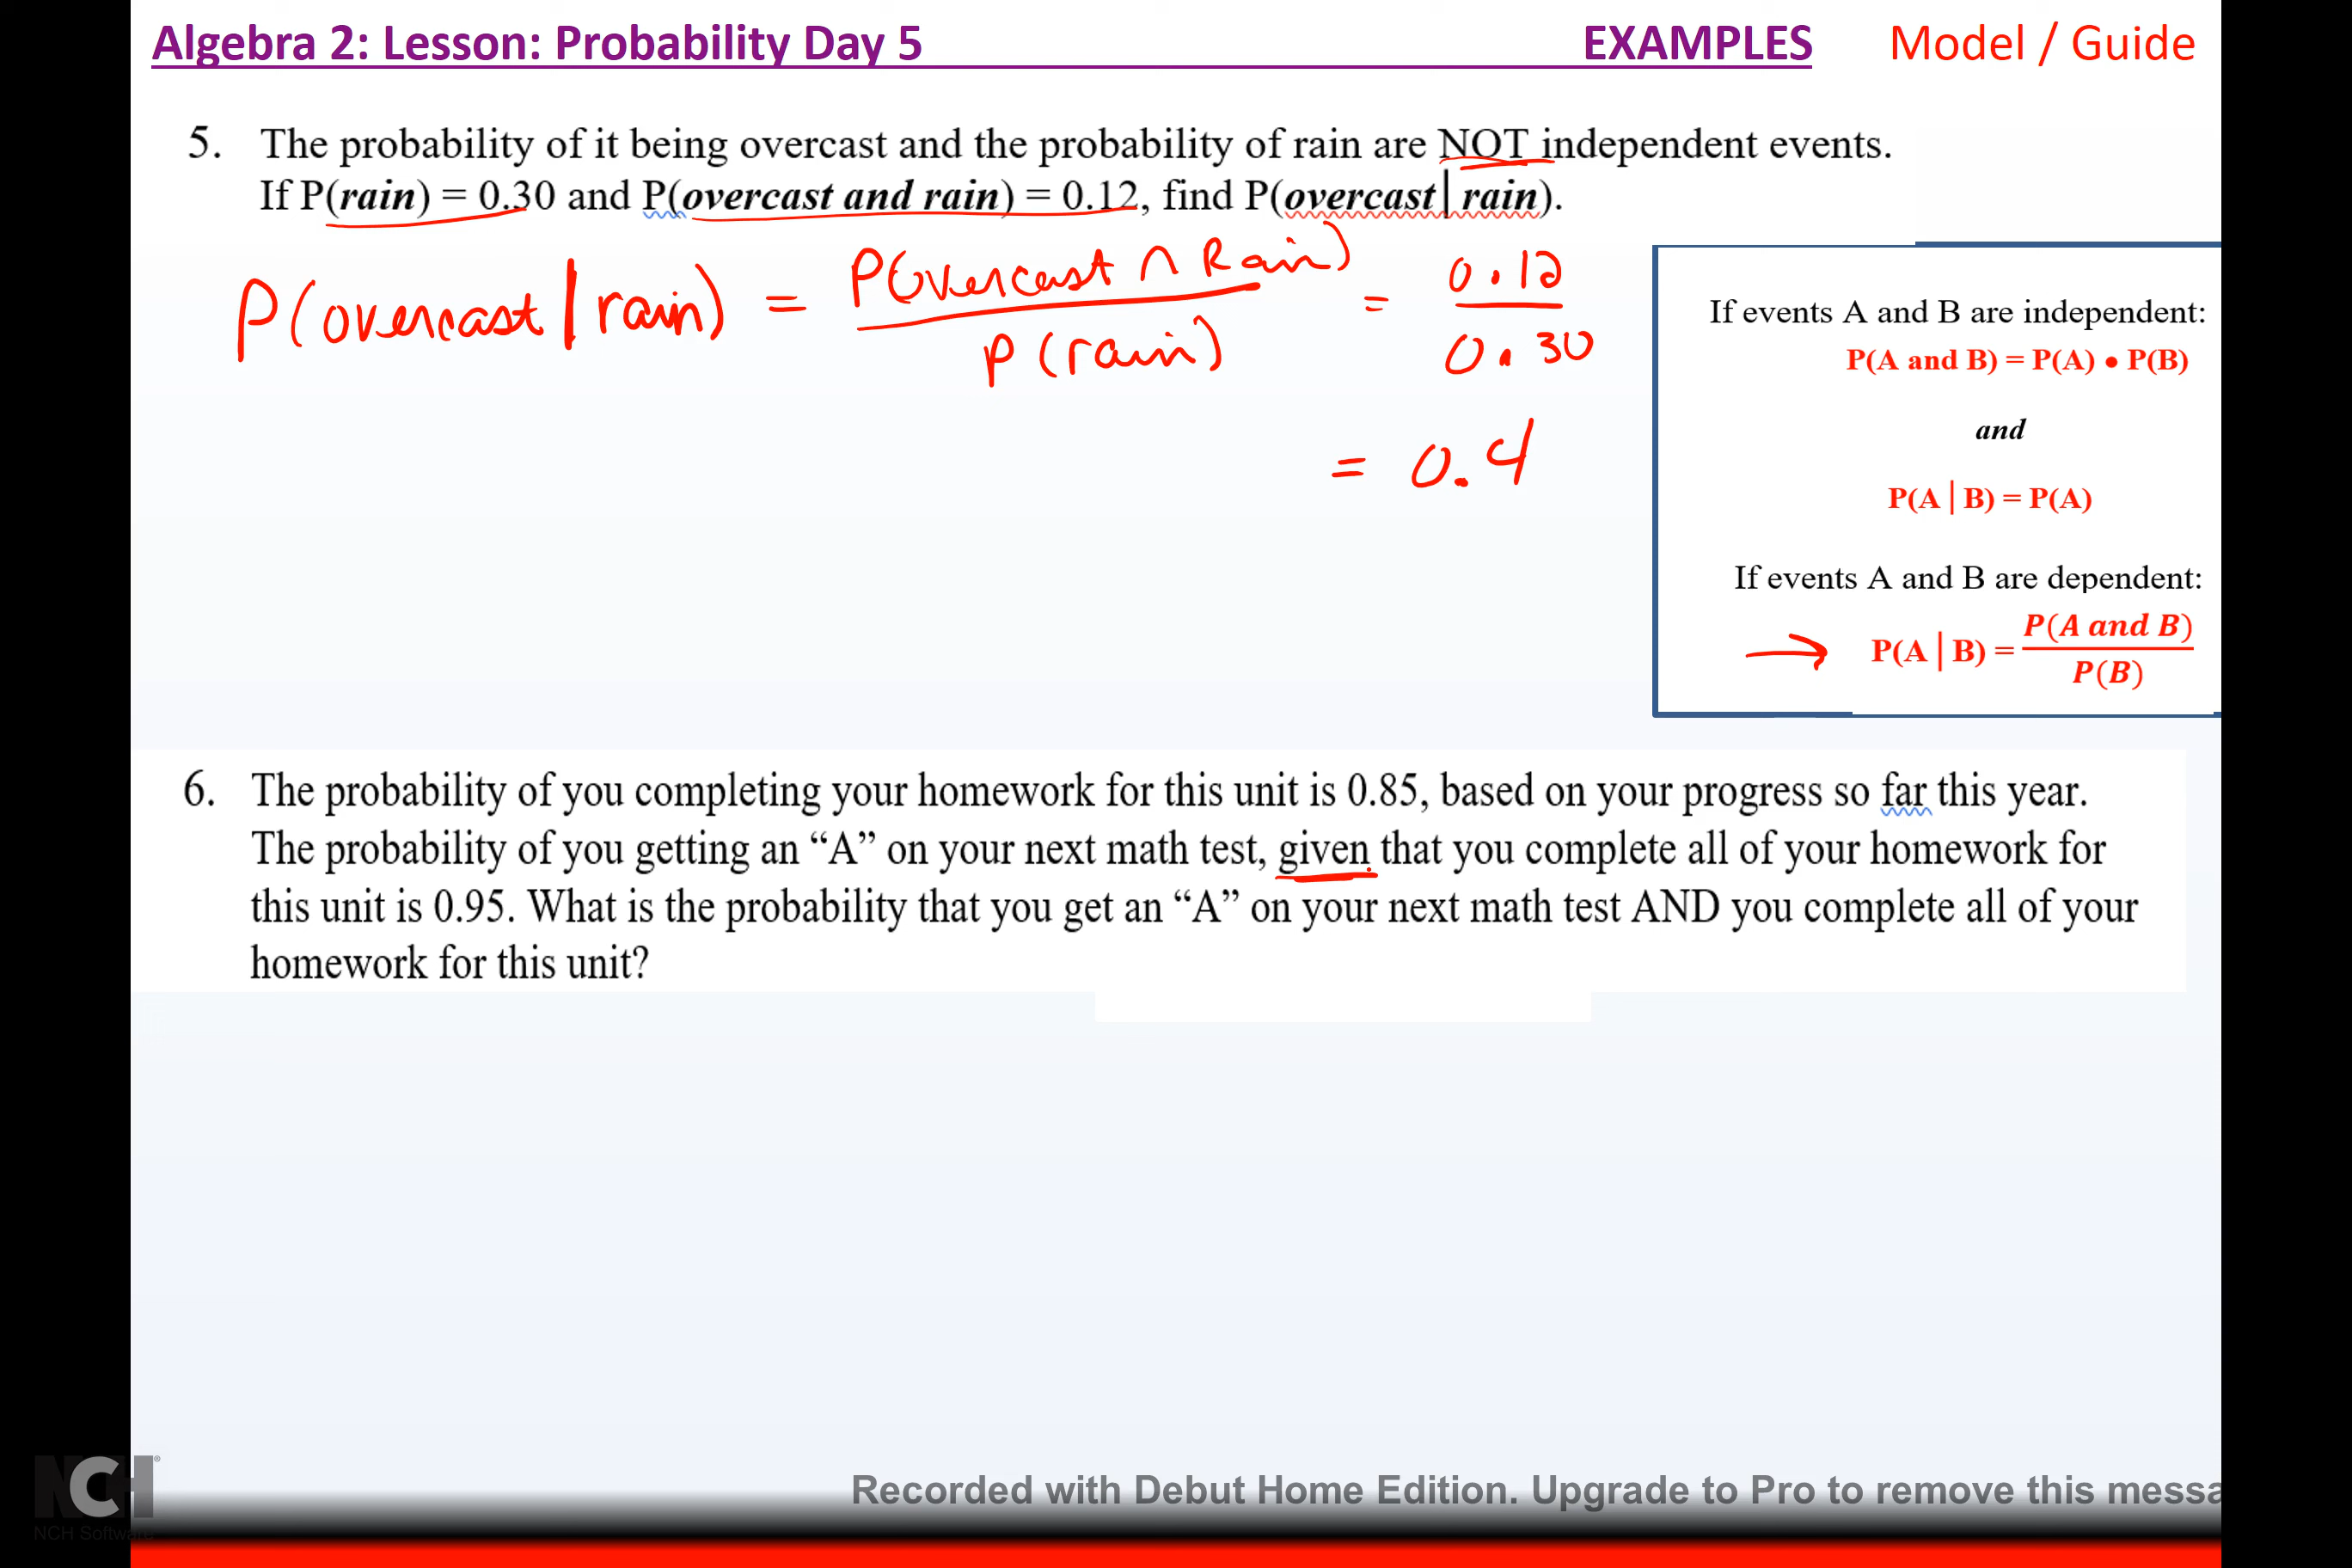 Algebra 2: Lesson: Probability Day 5 EXAMPLES Model / Guide
5. The probability of it being overcast and the probability of rain are NOT independent events.
If P(rain) = 0.30 and P(overcast and rain) = 0.12, find P(overcast | rain).
P(overcast | rain) = P(overcast ∩ Rain) / P(rain) = 0.12 / 0.30
= 0.4
If events A and B are independent:
P(A and B) = P(A) • P(B)
and
P(A | B) = P(A)
If events A and B are dependent:
→ P(A | B) = P(A and B) / P(B)
6. The probability of you completing your homework for this unit is 0.85, based on your progress so far this year.
The probability of you getting an “A” on your next math test, given that you complete all of your homework for
this unit is 0.95. What is the probability that you get an “A” on your next math test AND you complete all of your
homework for this unit?
NCH®
NCH Software
Recorded with Debut Home Edition. Upgrade to Pro to remove this messa